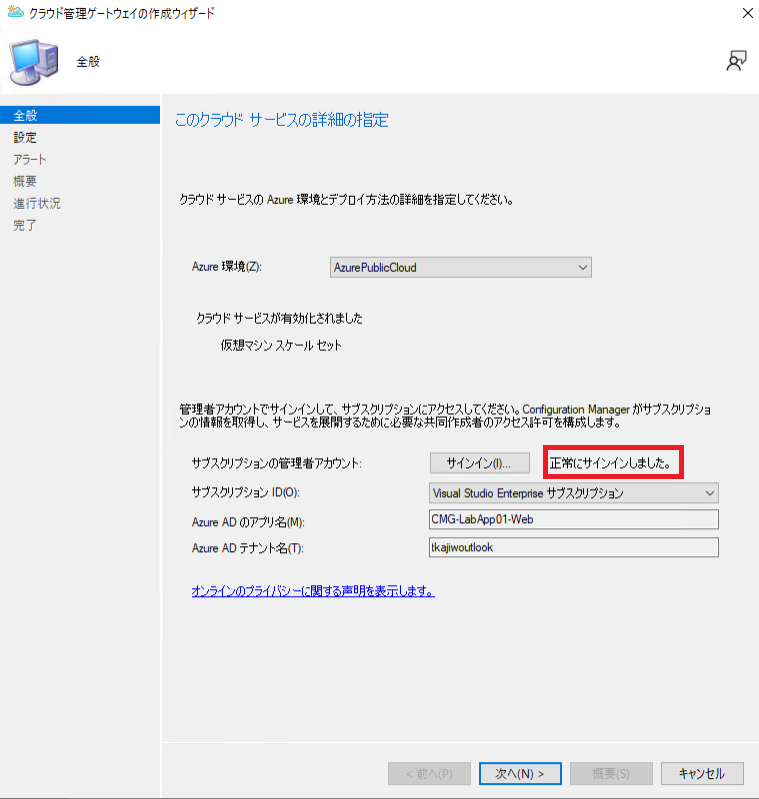 クラウド管理ゲートウェイの作成ウィザード
全般
全般
設定
アラート
概要
進行状況
完了
このクラウド サービスの詳細の指定
クラウド サービスの Azure 環境とデプロイ方法の詳細を指定してください。
Azure 環境(Z):
AzurePublicCloud
クラウド サービスが有効化されました
仮想マシン スケール セット
管理者アカウントでサインインして、サブスクリプションにアクセスしてください。Configuration Manager がサブスクリプショ
ンの情報を取得し、サービスを展開するために必要な共同作成者のアクセス許可を構成します。
サブスクリプションの管理者アカウント:
サインイン(I)...
正常にサインインしました。
サブスクリプション ID(O):
Visual Studio Enterprise サブスクリプション
Azure AD のアプリ名(M):
CMG-LabApp01-Web
Azure AD テナント名(T):
tkajiwoutlook
オンラインのプライバシーに関する声明を表示します。
< 前へ(P)
次へ(N) >
概要(S)
キャンセル